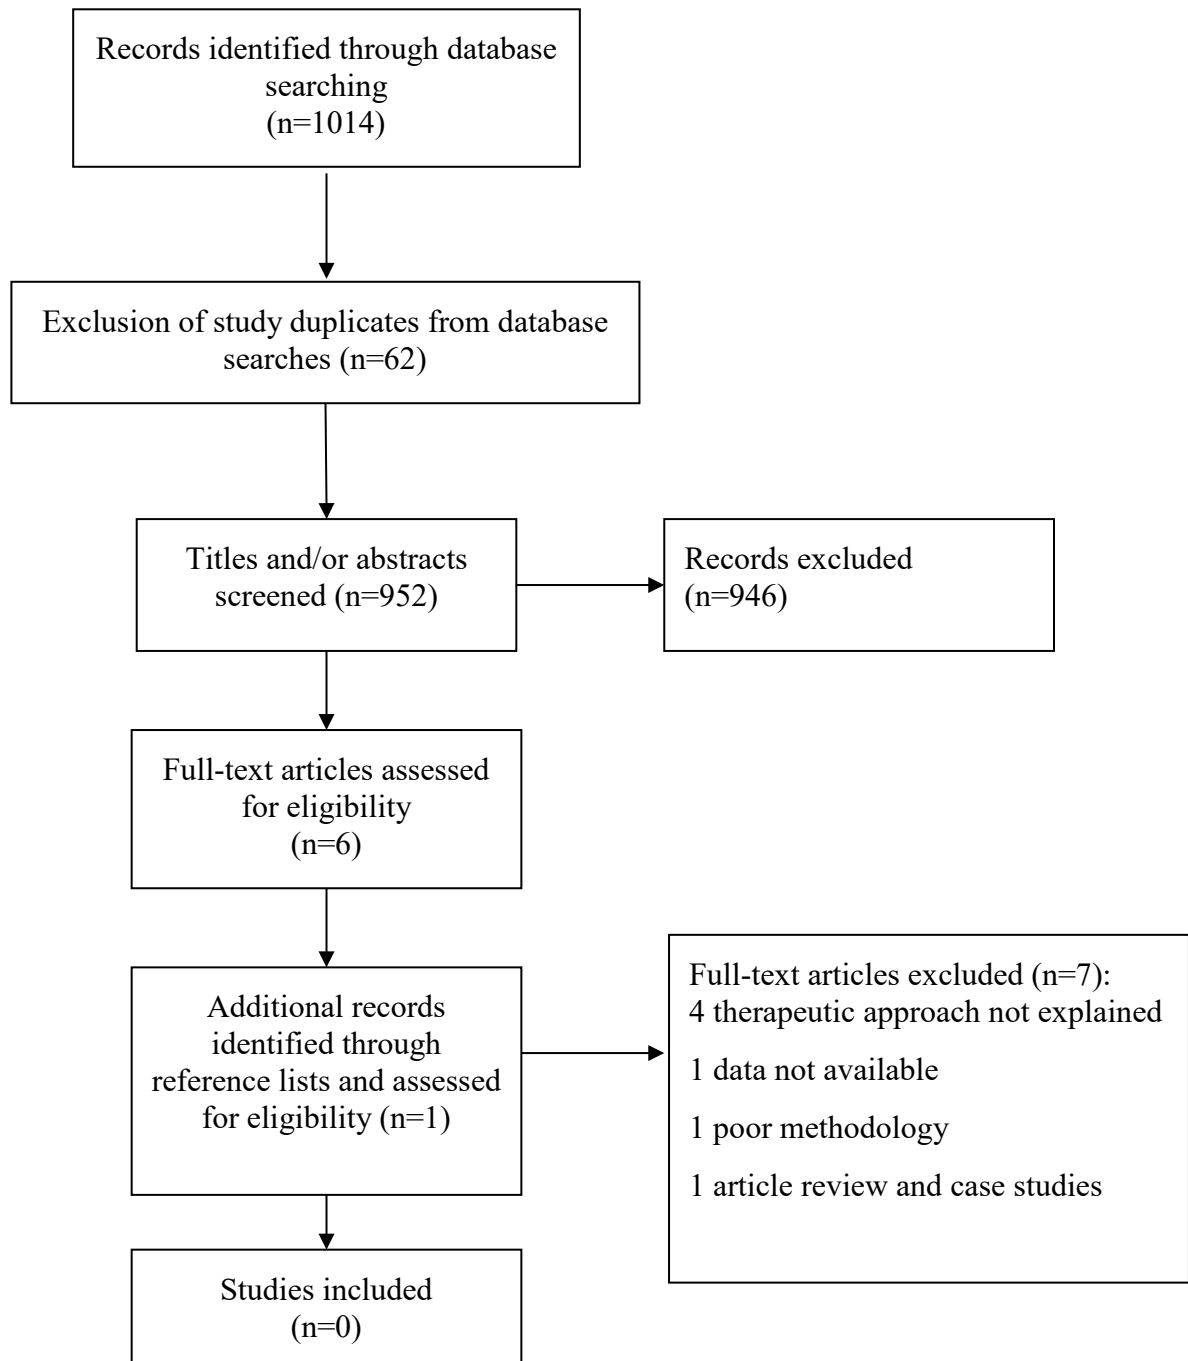 Records identified through database
searching
(n=1014)
Exclusion of study duplicates from database
searches (n=62)
Titles and/or abstracts
screened (n=952)
Records excluded
(n=946)
Full-text articles assessed
for eligibility
(n=6)
Additional records
identified through
reference lists and assessed
for eligibility (n=1)
Full-text articles excluded (n=7):
4 therapeutic approach not explained
1 data not available
1 poor methodology
1 article review and case studies
Studies included
(n=0)